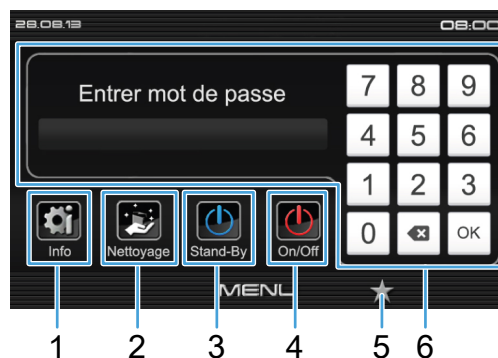 28.08.13 08:00
Entrer mot de passe
7 8 9
4 5 6
1 2 3
0 OK
Info Nettoyage Stand-By On/Off
MENU
1 2 3 4 5 6